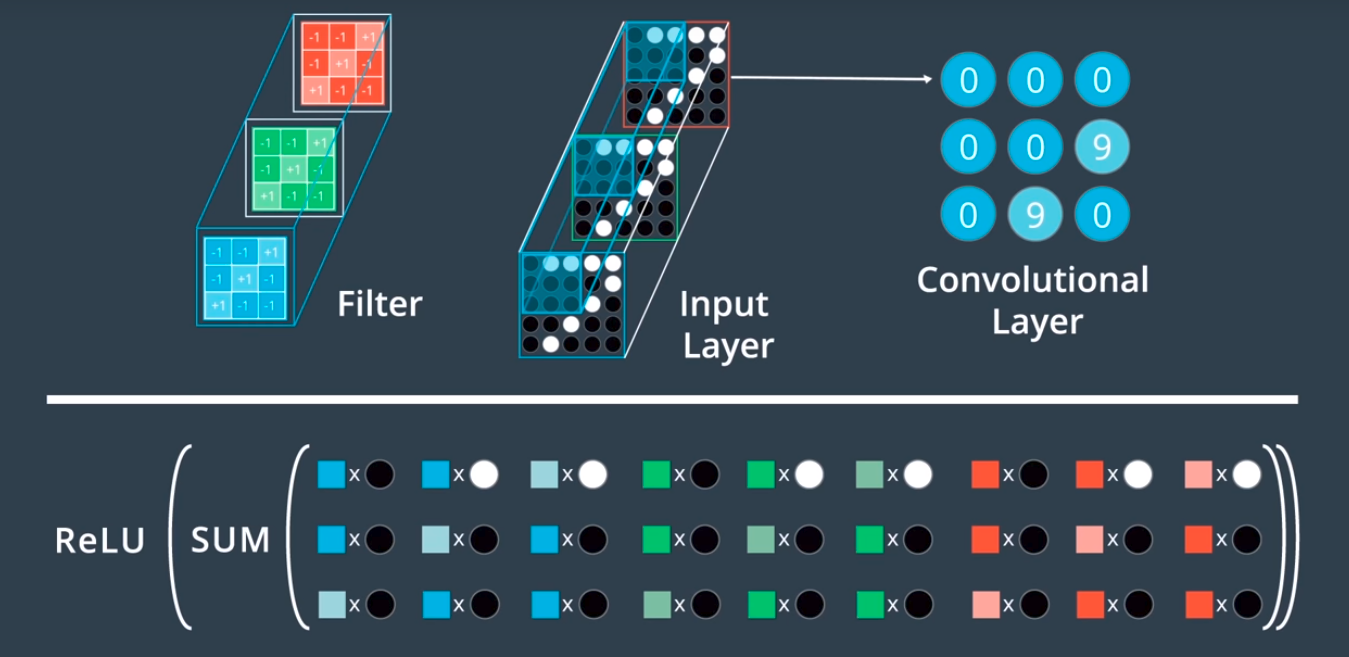 -1 -1 +1
-1 +1 -1
+1 -1 -1
-1 -1 +1
-1 +1 -1
+1 -1 -1
-1 -1 +1
-1 +1 -1
+1 -1 -1
Filter
Input
Layer
0 0 0
0 0 9
0 9 0
Convolutional
Layer
x x x x x x x x x
ReLU ( SUM ( x x x x x x x x x ))
x x x x x x x x x